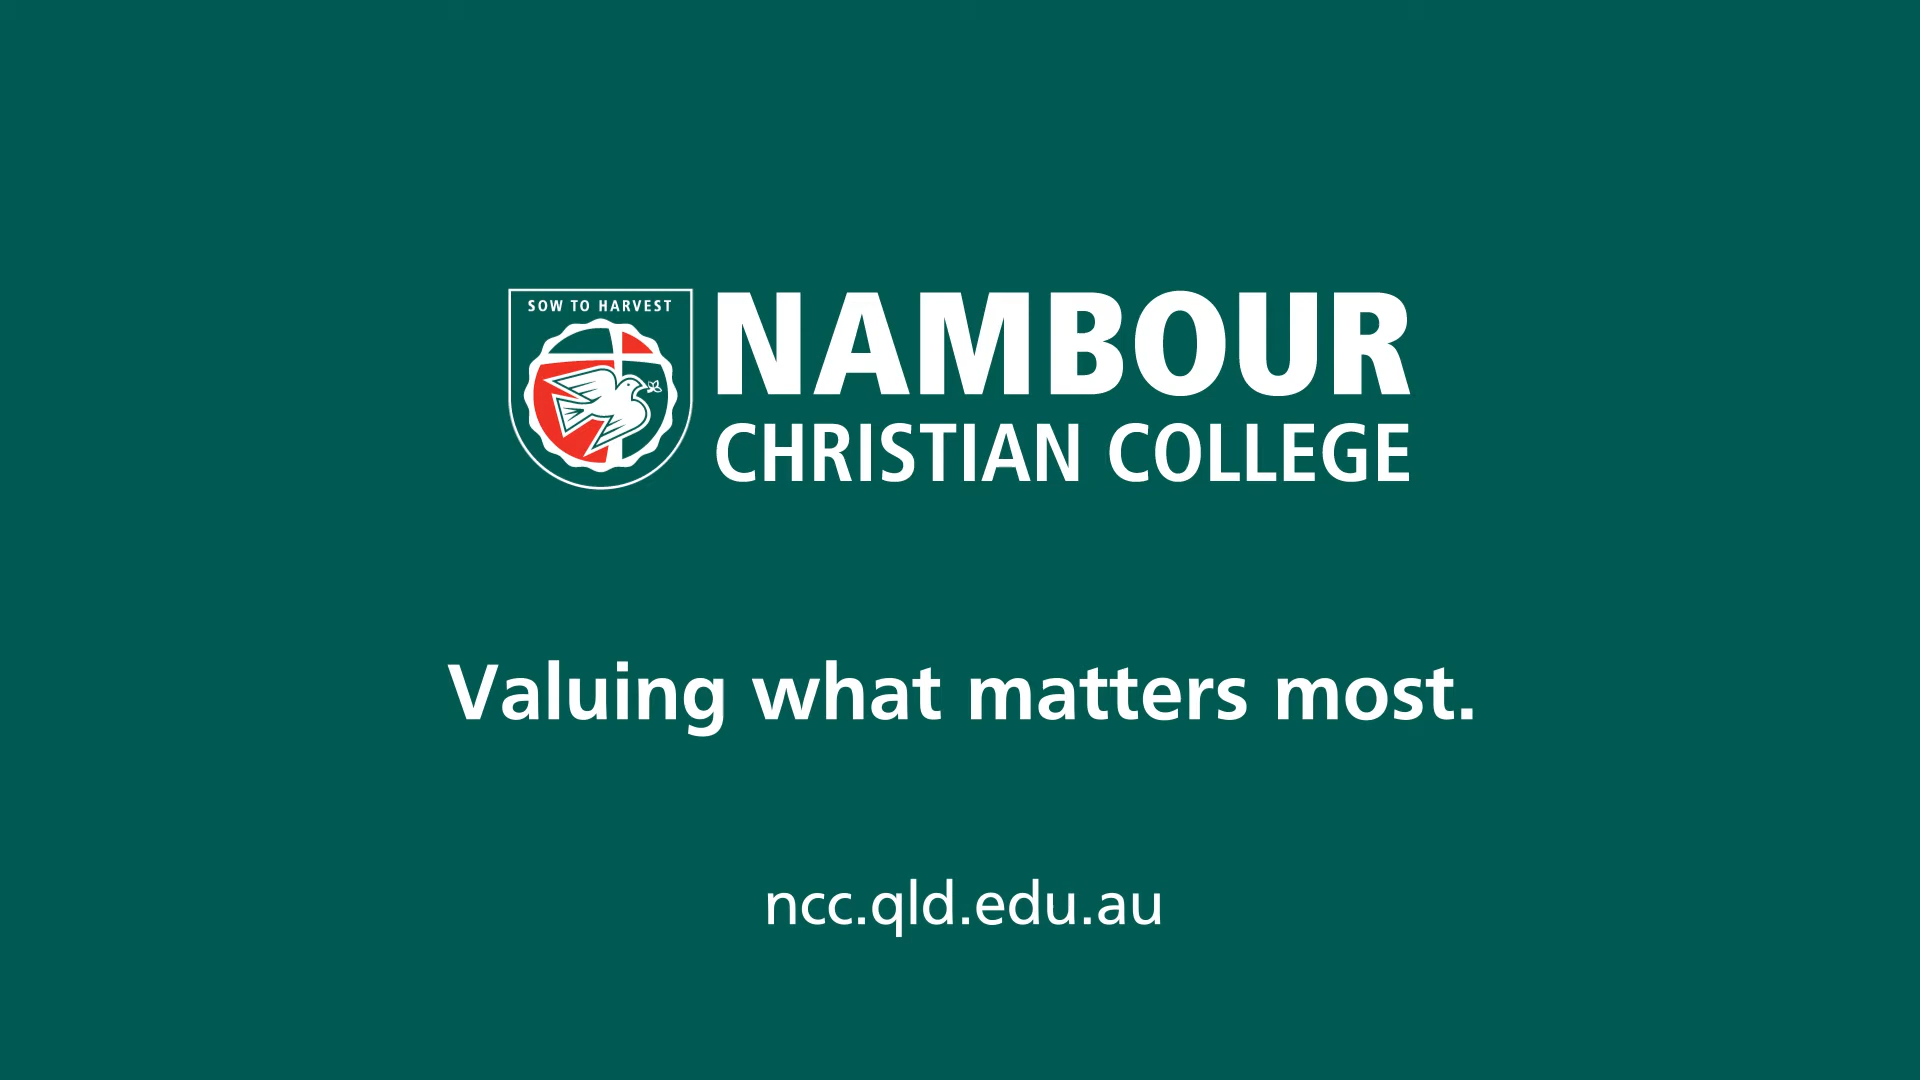 SOW TO HARVEST
NAMBOUR
CHRISTIAN COLLEGE
Valuing what matters most.
ncc.qld.edu.au